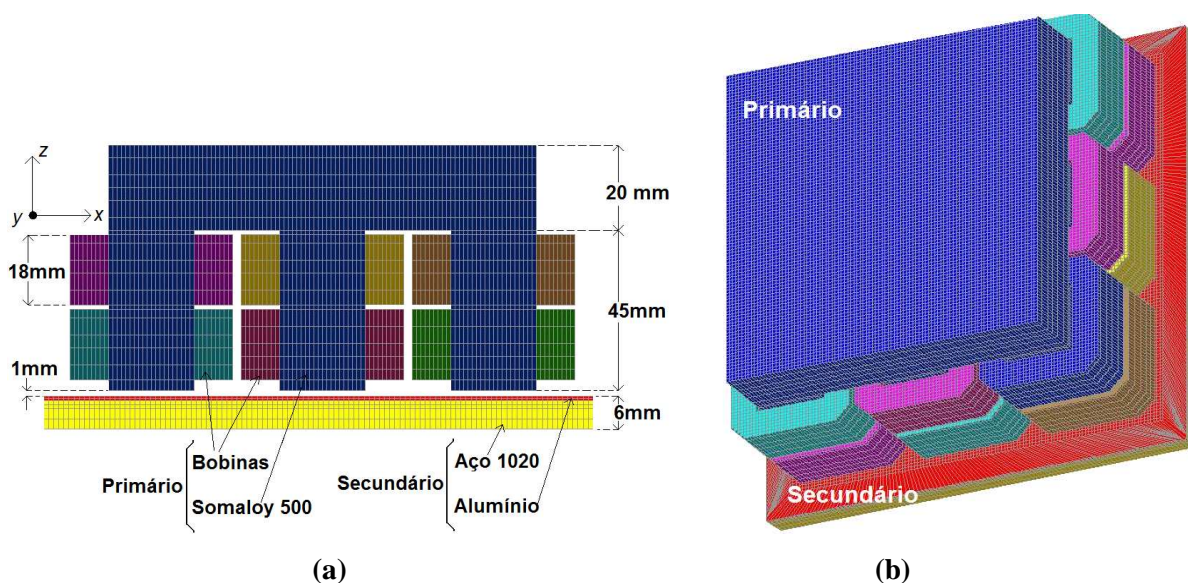 z
y
x
18mm
1mm
20 mm
45mm
6mm
Primário
Bobinas
Somaloy 500
Secundário
Aço 1020
Alumínio
(a)
Primário
Secundário
(b)